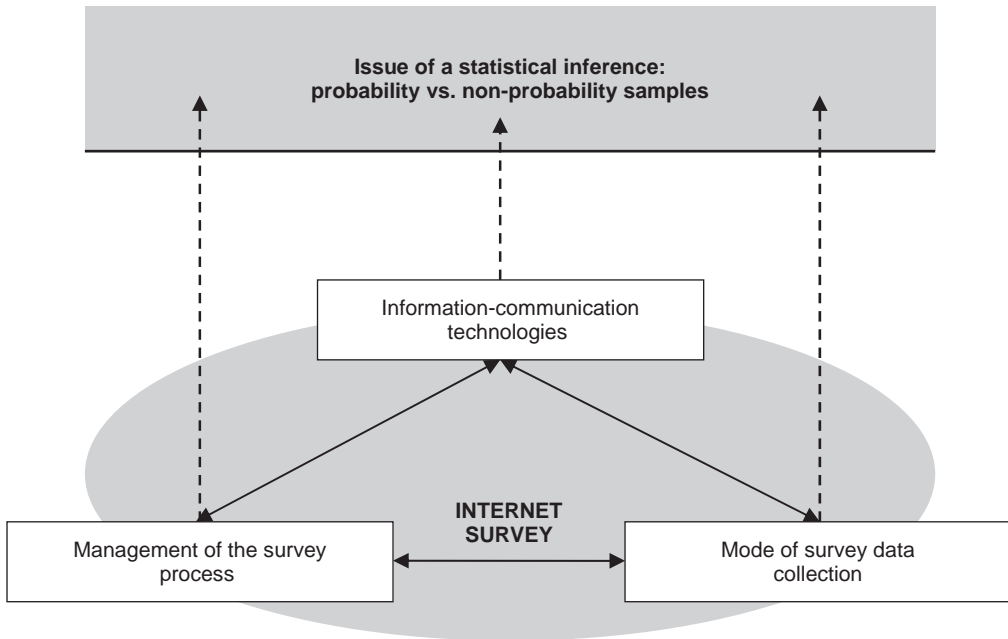 Issue of a statistical inference:
probability vs. non-probability samples
Information-communication
technologies
INTERNET
SURVEY
Management of the survey
process
Mode of survey data
collection